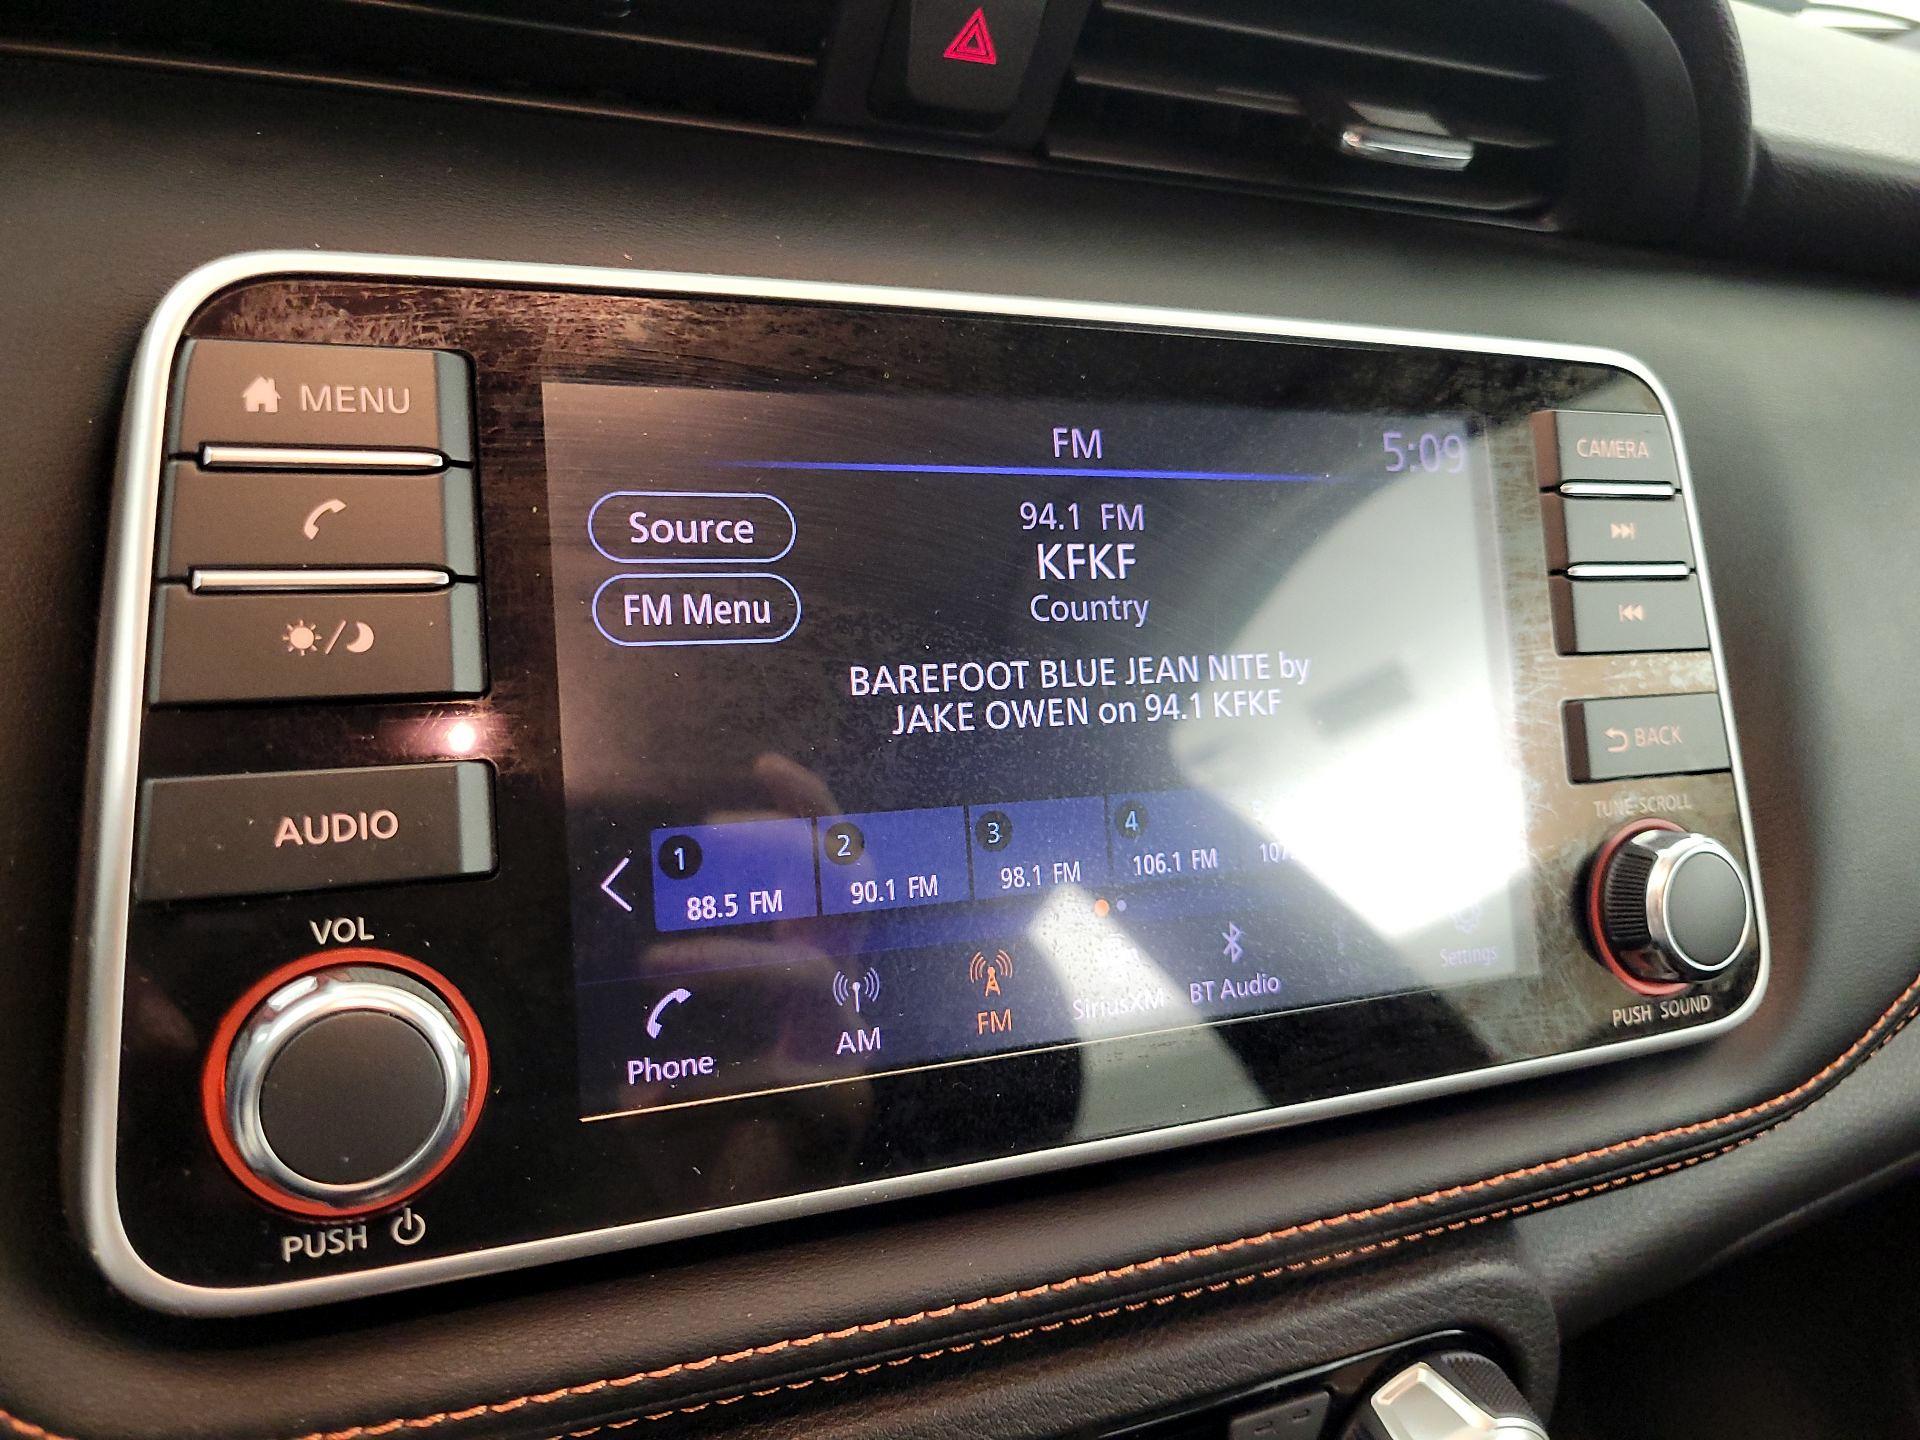 MENU
AUDIO
VOL
PUSH
FM
5:09
Source
FM Menu
94.1 FM
KFKF
Country
BAREFOOT BLUE JEAN NITE by
JAKE OWEN on 94.1 KFKF
1
88.5 FM
2
90.1 FM
3
98.1 FM
4
106.1 FM
Phone
AM
FM
SiriusXM
BT Audio
Settings
CAMERA
BACK
TUNE·SCROLL
PUSH SOUND